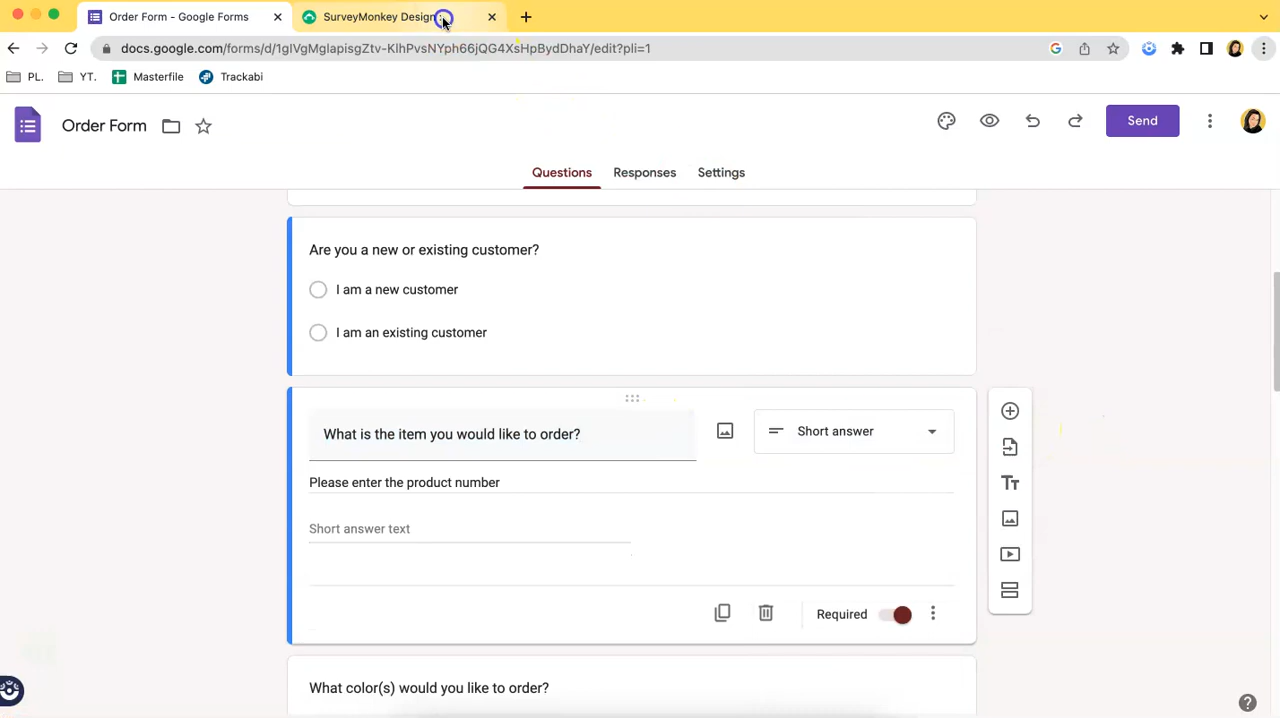 Order Form - Google Forms
SurveyMonkey Design
docs.google.com/forms/d/1gIVgMglapisgZtv-KlhPvsNYph66jQG4XsHpBydDhaY/edit?pli=1
PL.
YT.
Masterfile
Trackabi
Order Form
Send
Questions
Responses
Settings
Are you a new or existing customer?
I am a new customer
I am an existing customer
What is the item you would like to order?
Short answer
Please enter the product number
Short answer text
Required
What color(s) would you like to order?